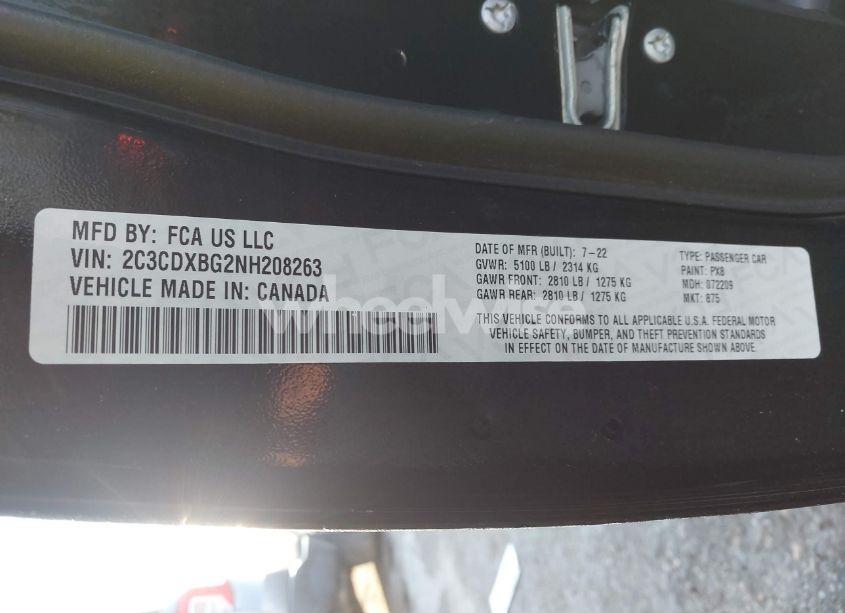 MFD BY: FCA US LLC
VIN: 2C3CDXBG2NH208263
VEHICLE MADE IN: CANADA
DATE OF MFR (BUILT): 7-22
GVWR: 5100 LB / 2314 KG
GAWR FRONT: 2810 LB / 1275 KG
GAWR REAR: 2810 LB / 1275 KG
TYPE: PASSENGER CAR
PAINT: PX8
MDH: 072209
MKT: 875
THIS VEHICLE CONFORMS TO ALL APPLICABLE U.S.A. FEDERAL MOTOR
VEHICLE SAFETY, BUMPER, AND THEFT PREVENTION STANDARDS
IN EFFECT ON THE DATE OF MANUFACTURE SHOWN ABOVE.